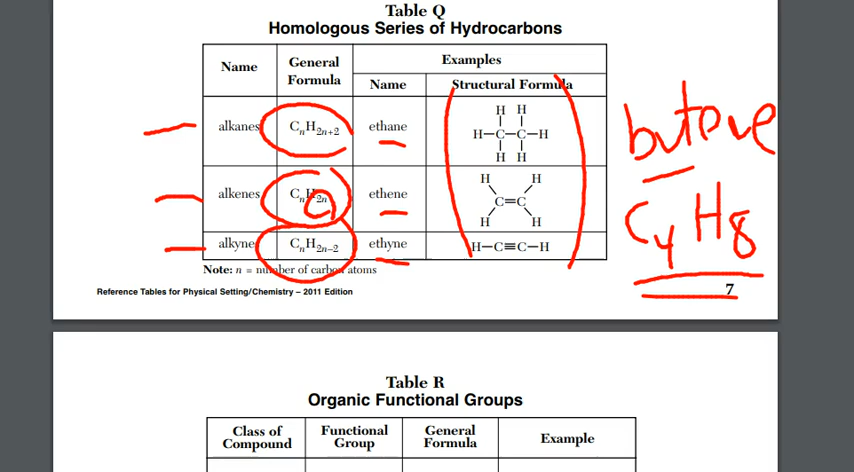 Table Q
Homologous Series of Hydrocarbons
Name
General Formula
Examples
Name
Structural Formula
alkanes
CnH2n+2
ethane
H H
H–C–C–H
H H
alkenes
CnH2n
ethene
H H
C=C
H H
alkynes
CnH2n–2
ethyne
H–C≡C–H
Note: n = number of carbon atoms
Reference Tables for Physical Setting/Chemistry – 2011 Edition
7
butene
C4H8
Table R
Organic Functional Groups
Class of Compound
Functional Group
General Formula
Example